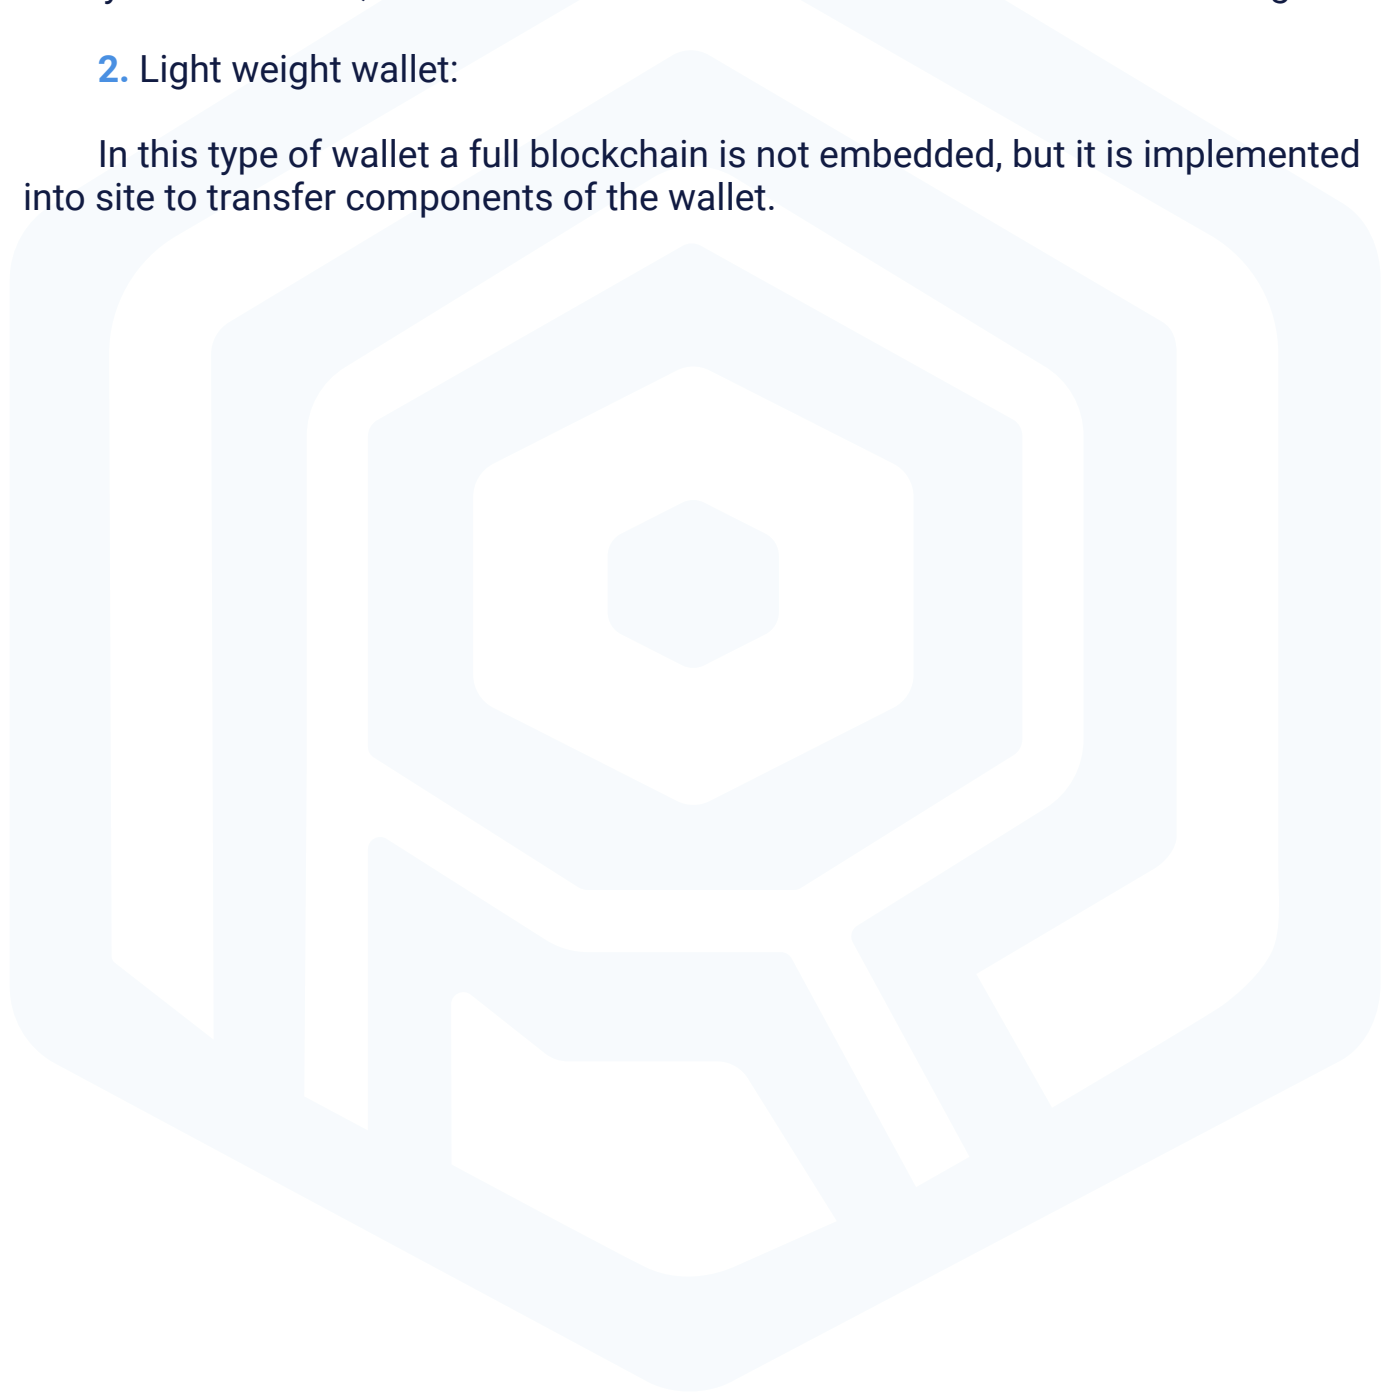 2. Light weight wallet:
In this type of wallet a full blockchain is not embedded, but it is implemented
into site to transfer components of the wallet.